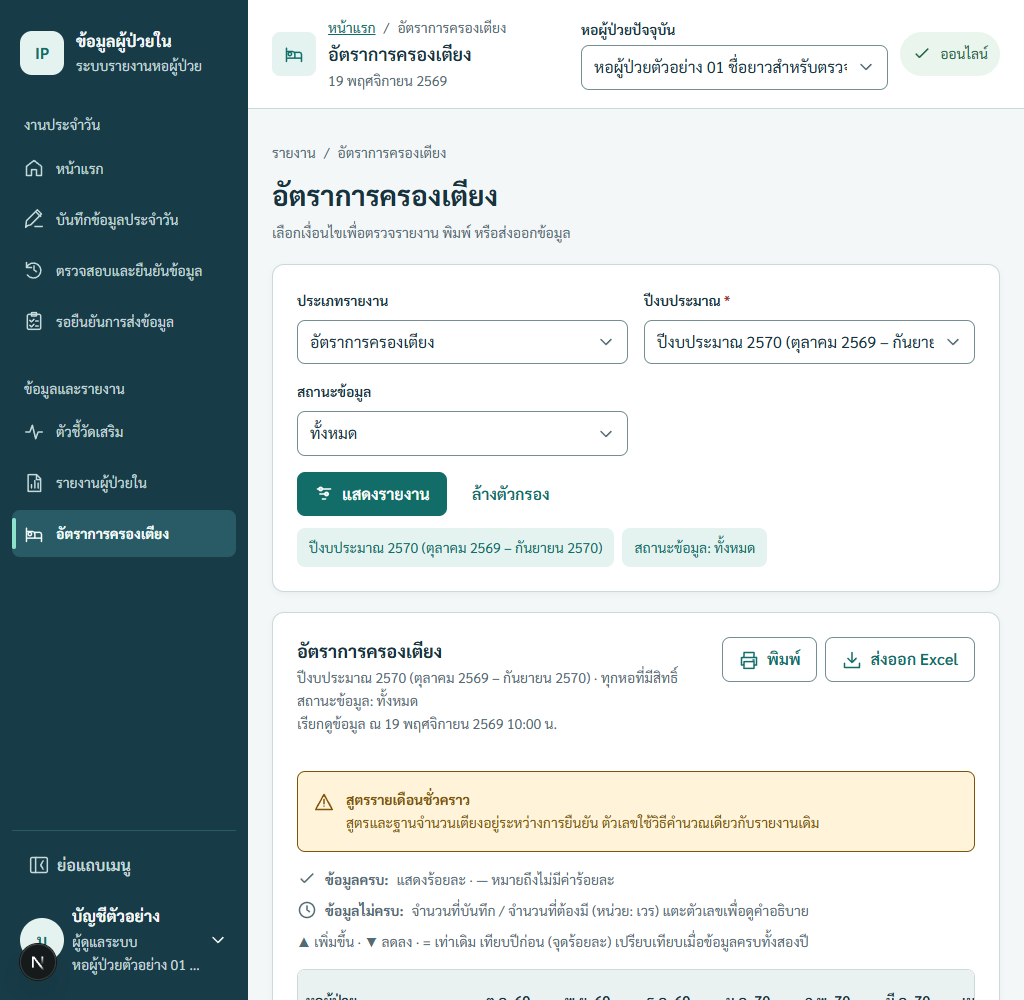 IP
ข้อมูลผู้ป่วยใน
ระบบรายงานหอผู้ป่วย
งานประจำวัน
หน้าแรก
บันทึกข้อมูลประจำวัน
ตรวจสอบและยืนยันข้อมูล
รอยืนยันการส่งข้อมูล
ข้อมูลและรายงาน
ตัวชี้วัดเสริม
รายงานผู้ป่วยใน
อัตราการครองเตียง
ย่อแถบเมนู
บัญชีตัวอย่าง
ผู้ดูแลระบบ
หอผู้ป่วยตัวอย่าง 01 ...
N
หน้าแรก / อัตราการครองเตียง
อัตราการครองเตียง
19 พฤศจิกายน 2569
หอผู้ป่วยปัจจุบัน
หอผู้ป่วยตัวอย่าง 01 ชื่อยาวสำหรับตรวจ
ออนไลน์
รายงาน / อัตราการครองเตียง
อัตราการครองเตียง
เลือกเงื่อนไขเพื่อตรวจรายงาน พิมพ์ หรือส่งออกข้อมูล
ประเภทรายงาน
อัตราการครองเตียง
ปีงบประมาณ *
ปีงบประมาณ 2570 (ตุลาคม 2569 – กันยาย
สถานะข้อมูล
ทั้งหมด
แสดงรายงาน
ล้างตัวกรอง
ปีงบประมาณ 2570 (ตุลาคม 2569 – กันยายน 2570)
สถานะข้อมูล: ทั้งหมด
อัตราการครองเตียง
ปีงบประมาณ 2570 (ตุลาคม 2569 – กันยายน 2570) · ทุกหอที่มีสิทธิ์
สถานะข้อมูล: ทั้งหมด
เรียกดูข้อมูล ณ 19 พฤศจิกายน 2569 10:00 น.
พิมพ์
ส่งออก Excel
สูตรรายเดือนชั่วคราว
สูตรและฐานจำนวนเตียงอยู่ระหว่างการยืนยัน ตัวเลขใช้วิธีคำนวณเดียวกับรายงานเดิม
ข้อมูลครบ: แสดงร้อยละ · — หมายถึงไม่มีค่าร้อยละ
ข้อมูลไม่ครบ: จำนวนที่บันทึก / จำนวนที่ต้องมี (หน่วย: เวร) แตะตัวเลขเพื่อดูคำอธิบาย
▲ เพิ่มขึ้น · ▼ ลดลง · = เท่าเดิม เทียบปีก่อน (จุดร้อยละ) เปรียบเทียบเมื่อข้อมูลครบทั้งสองปี